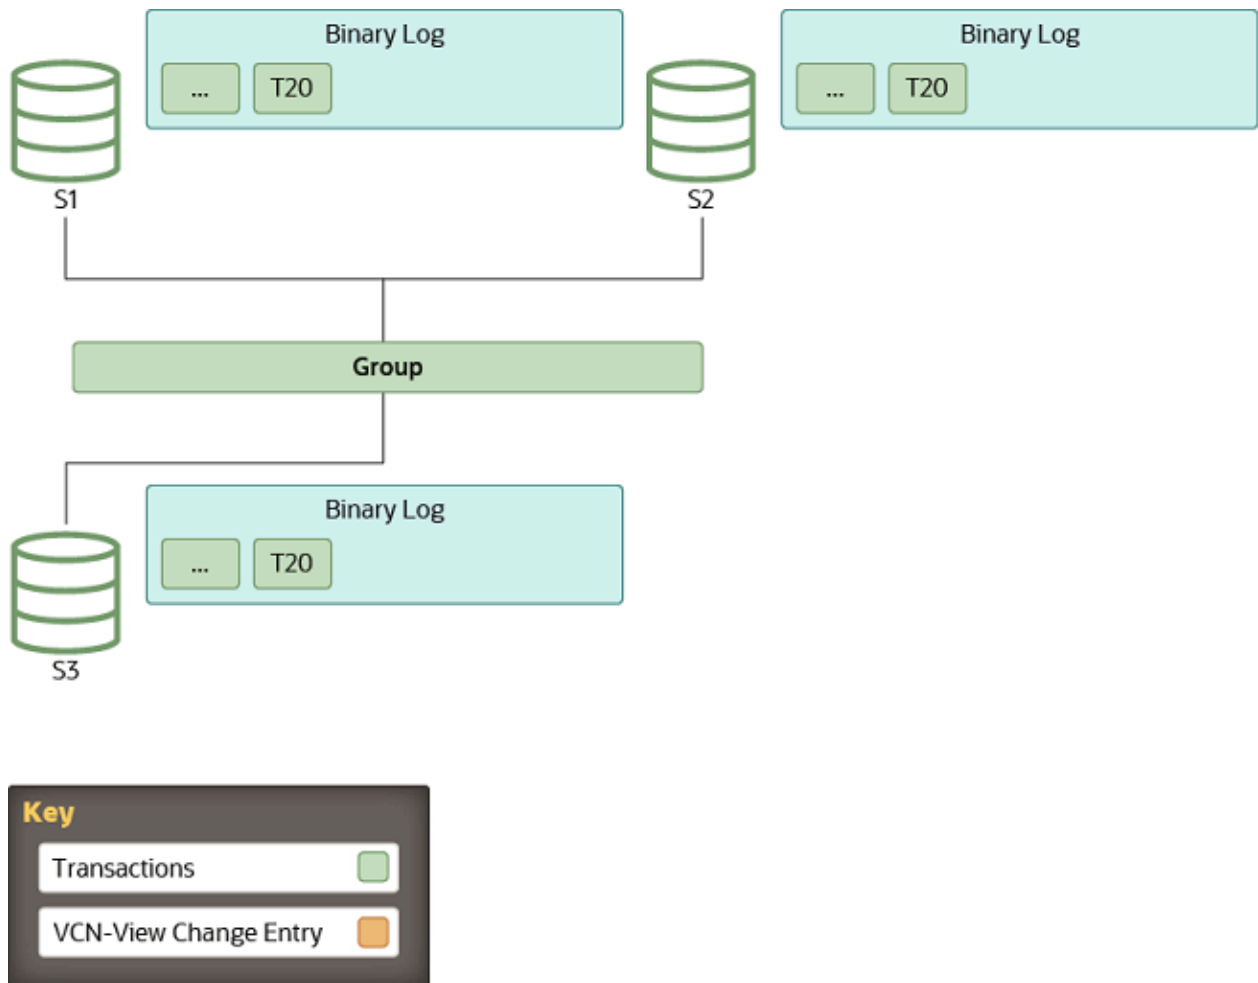 Binary Log
... T20
S1
Binary Log
... T20
S2
Group
Binary Log
... T20
S3
Key
Transactions
VCN-View Change Entry